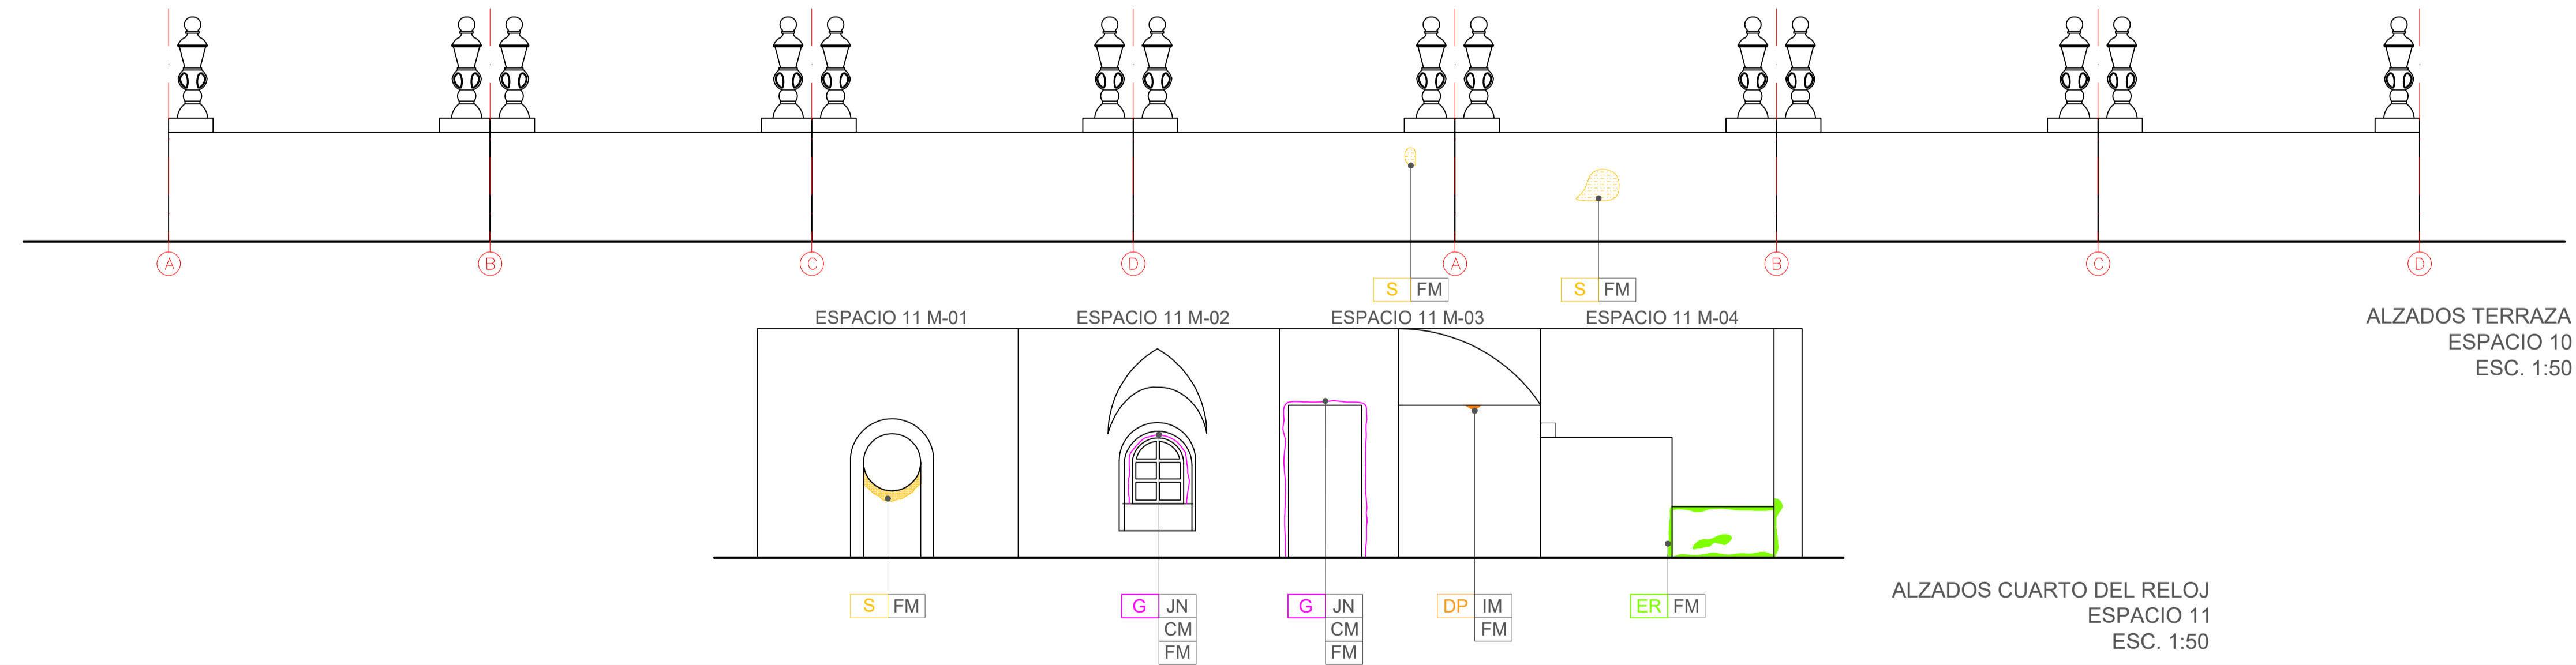 A B C D A B C D
S FM S FM
ESPACIO 11 M-01 ESPACIO 11 M-02 ESPACIO 11 M-03 ESPACIO 11 M-04
ALZADOS TERRAZA
ESPACIO 10
ESC. 1:50
S FM G JN G JN DP IM ER FM
CM CM FM
FM FM
ALZADOS CUARTO DEL RELOJ
ESPACIO 11
ESC. 1:50